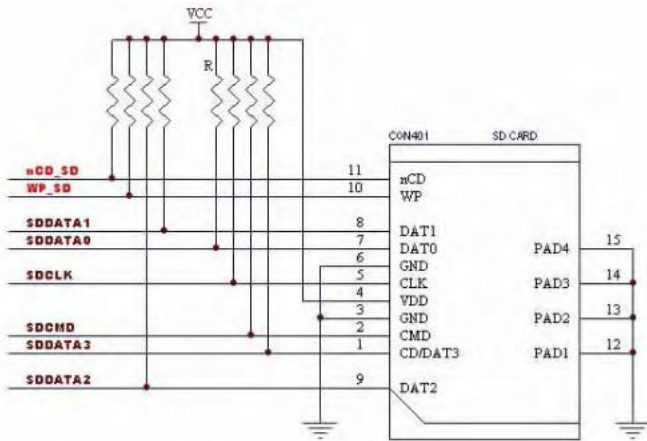 VCC
R
CON401 SD CARD
nCD_SD 11 nCD
WP_SD 10 WP
SDDATA1 8 DAT1
SDDATA0 7 DAT0 PAD4 15
6 GND
SDCLK 5 CLK PAD3 14
4 VDD
3 GND PAD2 13
SDCMD 2 CMD
SDDATA3 1 CD/DAT3 PAD1 12
SDDATA2 9 DAT2